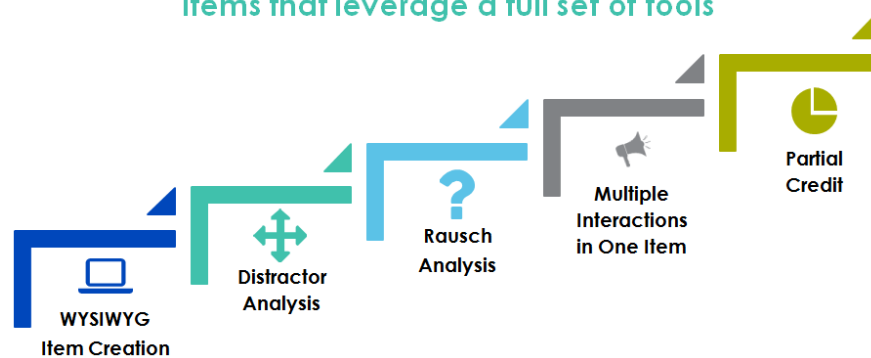 Items that leverage a full set of tools
WYSIWYG
Item Creation
Distractor
Analysis
Rausch
Analysis
Multiple
Interactions
in One Item
Partial
Credit